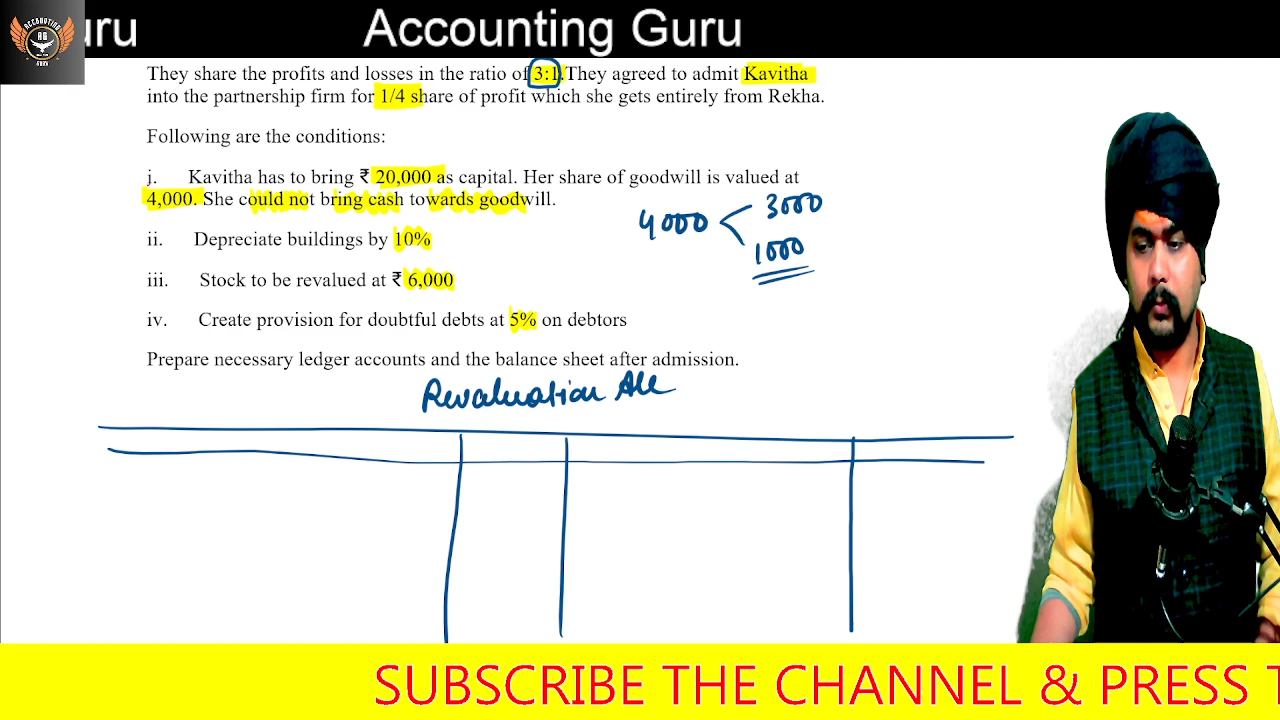 uru Accounting Guru
ACCOUNTING
AG
GURU
They share the profits and losses in the ratio of 3:1.They agreed to admit Kavitha
into the partnership firm for 1/4 share of profit which she gets entirely from Rekha.
Following are the conditions:
j. Kavitha has to bring ₹ 20,000 as capital. Her share of goodwill is valued at
4,000. She could not bring cash towards goodwill.
4000 < 3000
1000
ii. Depreciate buildings by 10%
iii. Stock to be revalued at ₹ 6,000
iv. Create provision for doubtful debts at 5% on debtors
Prepare necessary ledger accounts and the balance sheet after admission.
Revaluation A/c
SUBSCRIBE THE CHANNEL & PRESS T